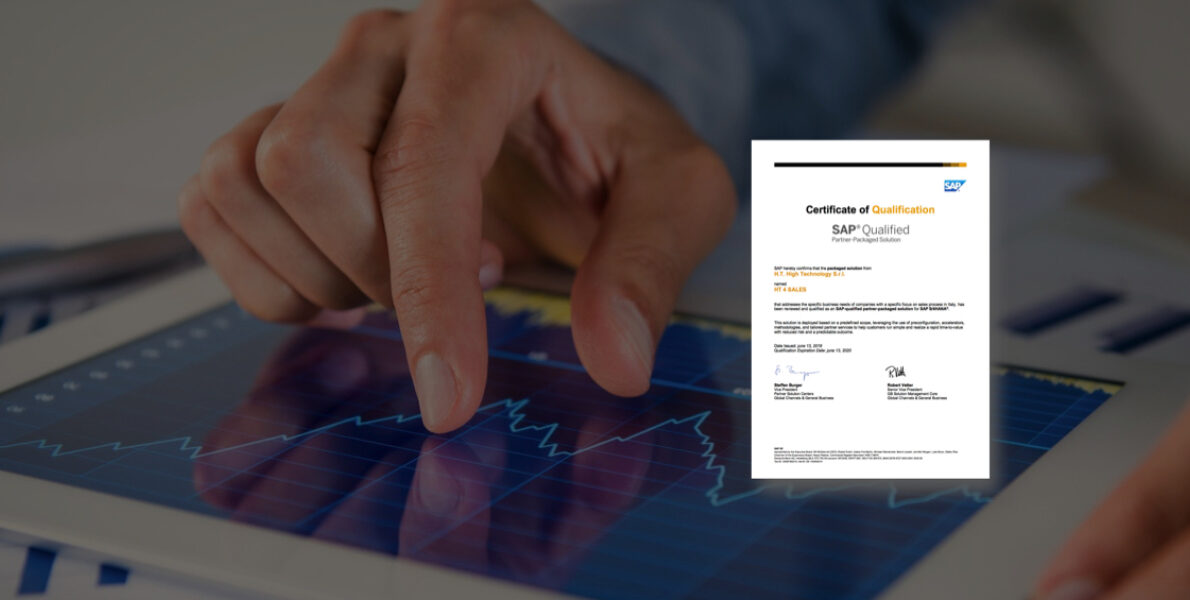 SAP
Certificate of Qualification
SAP® Qualified
Partner-Packaged Solution
SAP hereby confirms that the packaged solution from
H.T. High Technology S.r.l.
named
HT 4 SALES
that addresses the specific business needs of companies with a specific focus on sales process in Italy, has
been reviewed and qualified as an SAP-qualified partner-packaged solution for SAP S/4HANA®.
This solution is deployed based on a predefined scope, leveraging the use of preconfiguration, accelerators,
methodologies, and tailored partner services to help customers run simple and realize a rapid time-to-value
with reduced risk and a predictable outcome.
Date Issued: june 13, 2019
Qualification Expiration Date: june 13, 2020
Steffen Burger
Vice President
Partner Solution Centers
Global Channels & General Business
Robert Vetter
Senior Vice President
GB Solution Management Core
Global Channels & General Business